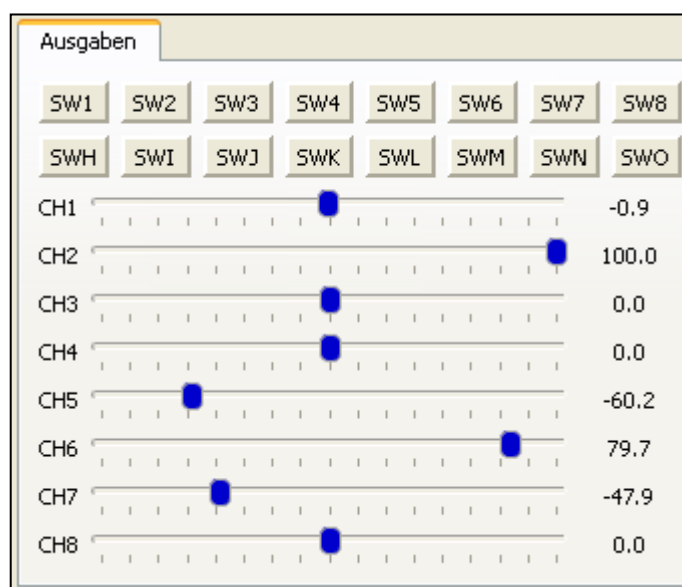 Ausgaben
SW1 SW2 SW3 SW4 SW5 SW6 SW7 SW8
SWH SWI SWJ SWK SWL SWM SWN SWO
CH1 -0.9
CH2 100.0
CH3 0.0
CH4 0.0
CH5 -60.2
CH6 79.7
CH7 -47.9
CH8 0.0